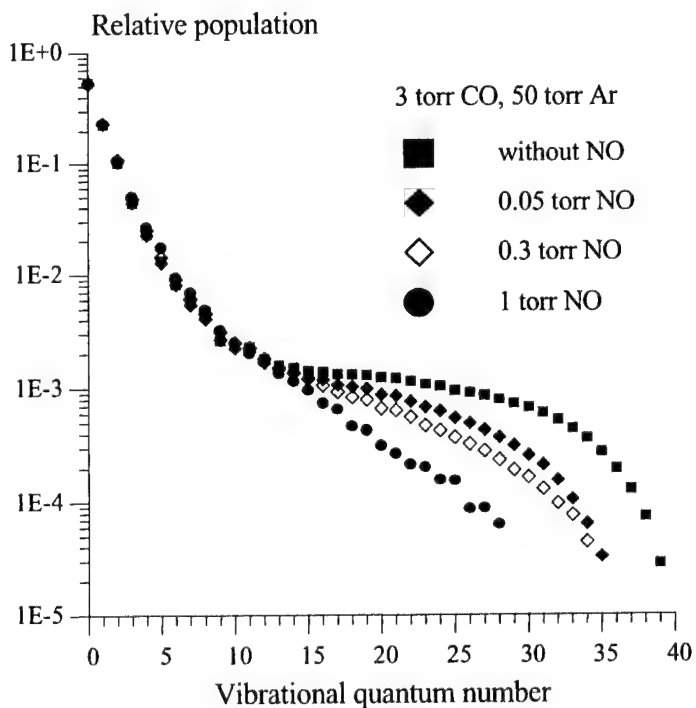 Relative population
1E+0
1E-1
1E-2
1E-3
1E-4
1E-5
3 torr CO, 50 torr Ar
without NO
0.05 torr NO
0.3 torr NO
1 torr NO
0 5 10 15 20 25 30 35 40
Vibrational quantum number